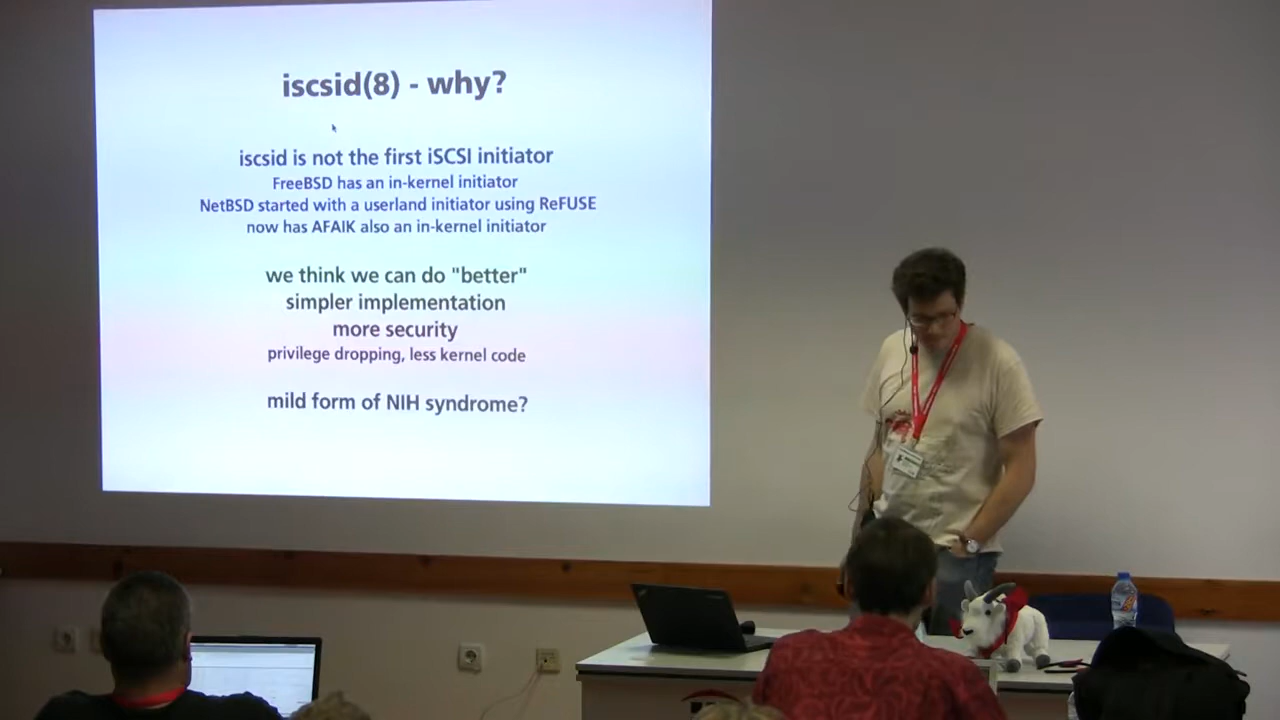 iscsid(8) - why?
iscsid is not the first iSCSI initiator
FreeBSD has an in-kernel initiator
NetBSD started with a userland initiator using ReFUSE
now has AFAIK also an in-kernel initiator
we think we can do "better"
simpler implementation
more security
privilege dropping, less kernel code
mild form of NIH syndrome?